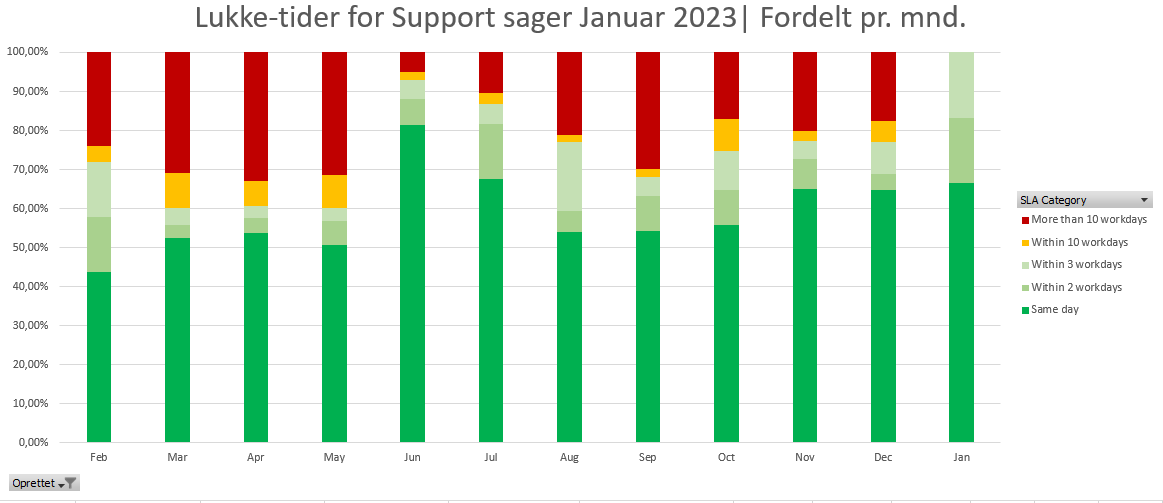 Lukke-tider for Support sager Januar 2023| Fordelt pr. mnd.
100,00%
90,00%
80,00%
70,00%
60,00%
50,00%
40,00%
30,00%
20,00%
10,00%
0,00%
Feb Mar Apr May Jun Jul Aug Sep Oct Nov Dec Jan
SLA Category
More than 10 workdays
Within 10 workdays
Within 3 workdays
Within 2 workdays
Same day
Oprettet